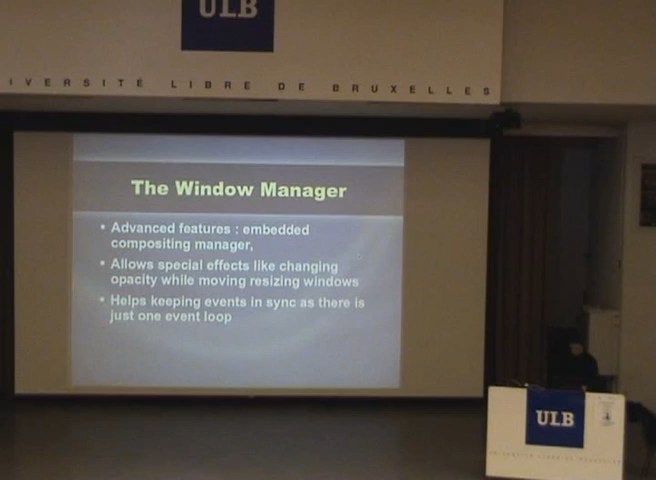 ULB
IVERSITÉ LIBRE DE BRUXELLES
The Window Manager
• Advanced features : embedded
compositing manager,
• Allows special effects like changing
opacity while moving resizing windows
• Helps keeping events in sync as there is
just one event loop
ULB